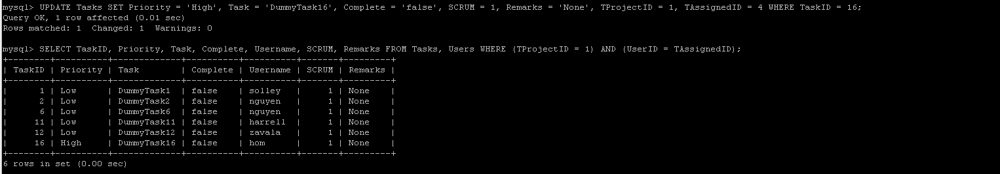 mysql> UPDATE Tasks SET Priority = 'High', Task = 'DummyTask16', Complete = 'false', SCRUM = 1, Remarks = 'None', TProjectID = 1, TAssignedID = 4 WHERE TaskID = 16;
Query OK, 1 row affected (0.01 sec)
Rows matched: 1  Changed: 1  Warnings: 0
mysql> SELECT TaskID, Priority, Task, Complete, Username, SCRUM, Remarks FROM Tasks, Users WHERE (TProjectID = 1) AND (UserID = TAssignedID);
+--------+----------+-------------+----------+----------+-------+---------+
| TaskID | Priority | Task        | Complete | Username | SCRUM | Remarks |
+--------+----------+-------------+----------+----------+-------+---------+
|      1 | Low      | DummyTask1  | false    | solley   |     1 | None    |
|      2 | Low      | DummyTask2  | false    | nguyen   |     1 | None    |
|      6 | Low      | DummyTask6  | false    | nguyen   |     1 | None    |
|     11 | Low      | DummyTask11 | false    | harrell  |     1 | None    |
|     12 | Low      | DummyTask12 | false    | zavala   |     1 | None    |
|     16 | High     | DummyTask16 | false    | hom      |     1 | None    |
+--------+----------+-------------+----------+----------+-------+---------+
6 rows in set (0.00 sec)